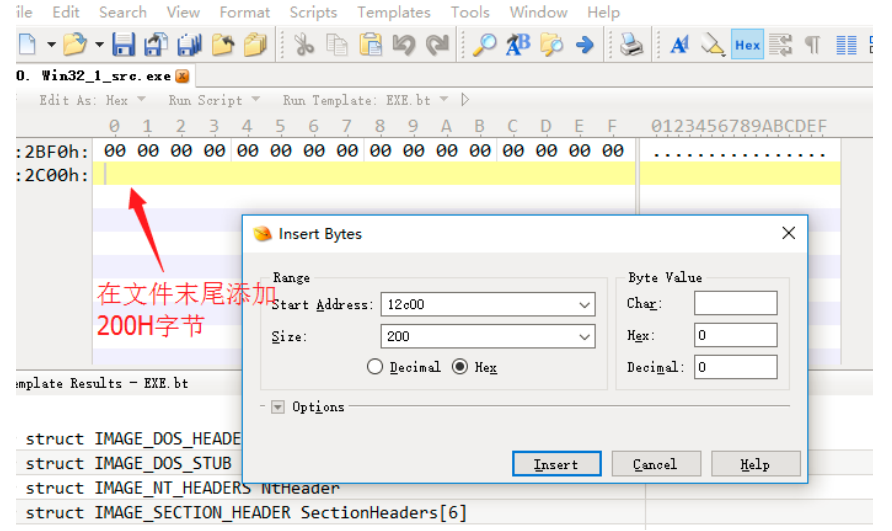 ile Edit Search View Format Scripts Templates Tools Window Help
Hex
0. Win32_1_src.exe
Edit As: Hex Run Script Run Template: EXE.bt
0 1 2 3 4 5 6 7 8 9 A B C D E F 0123456789ABCDEF
:2BF0h: 00 00 00 00 00 00 00 00 00 00 00 00 00 00 00 00 ................
:2C00h:
Insert Bytes
Range
Byte Value
在文件末尾添加
200H字节
Start Address: 12c00
Char:
Size: 200
Hex: 0
Decimal Hex
Decimal: 0
Options
Insert Cancel Help
emplate Results - EXE.bt
struct IMAGE_DOS_HEADE
struct IMAGE_DOS_STUB
struct IMAGE_NT_HEADERS NtHeader
struct IMAGE_SECTION_HEADER SectionHeaders[6]